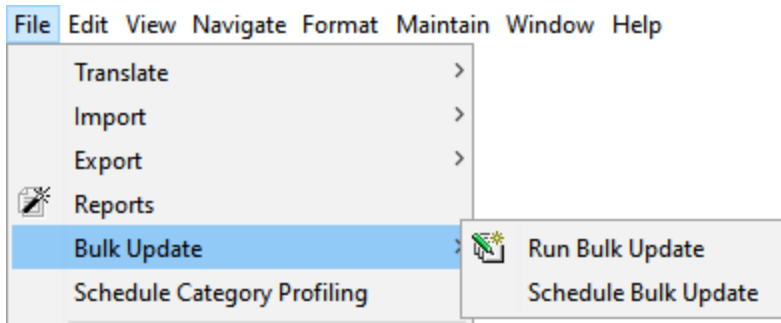 File Edit View Navigate Format Maintain Window Help
Translate
Import
Export
Reports
Bulk Update
Run Bulk Update
Schedule Category Profiling
Schedule Bulk Update